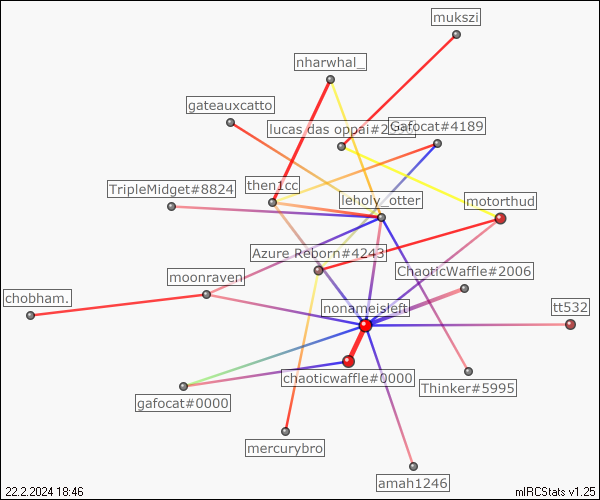 mukszi
nharwhal_
gateauxcatto
lucas das oppai#2
Gafocat#4189
then1cc
TripleMidget#8824
leholy_otter
motorthud
Azure Reborn#4243
ChaoticWaffle#2006
moonraven
chobham.
nonameisleft
tt532
chaoticwaffle#0000
Thinker#5995
gafocat#0000
mercurybro
amah1246
22.2.2024 18:46
mIRCStats v1.25